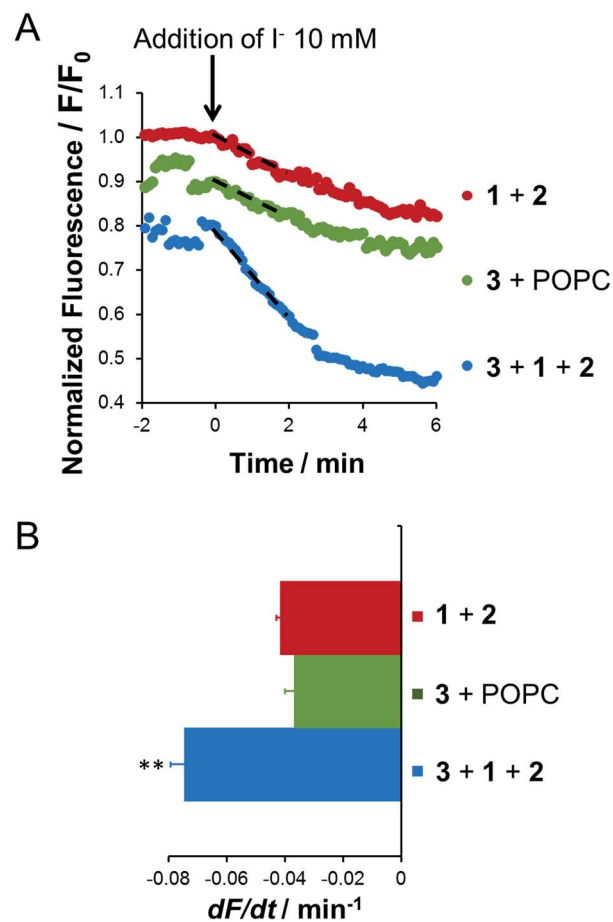 A
Addition of I- 10 mM
Normalized Fluorescence / F/F0
1.1
1.0
0.9
0.8
0.7
0.6
0.5
0.4
-2
0
2
4
6
Time / min
1 + 2
3 + POPC
3 + 1 + 2
B
1 + 2
3 + POPC
**
3 + 1 + 2
-0.08
-0.06
-0.04
-0.02
0
dF/dt / min-1